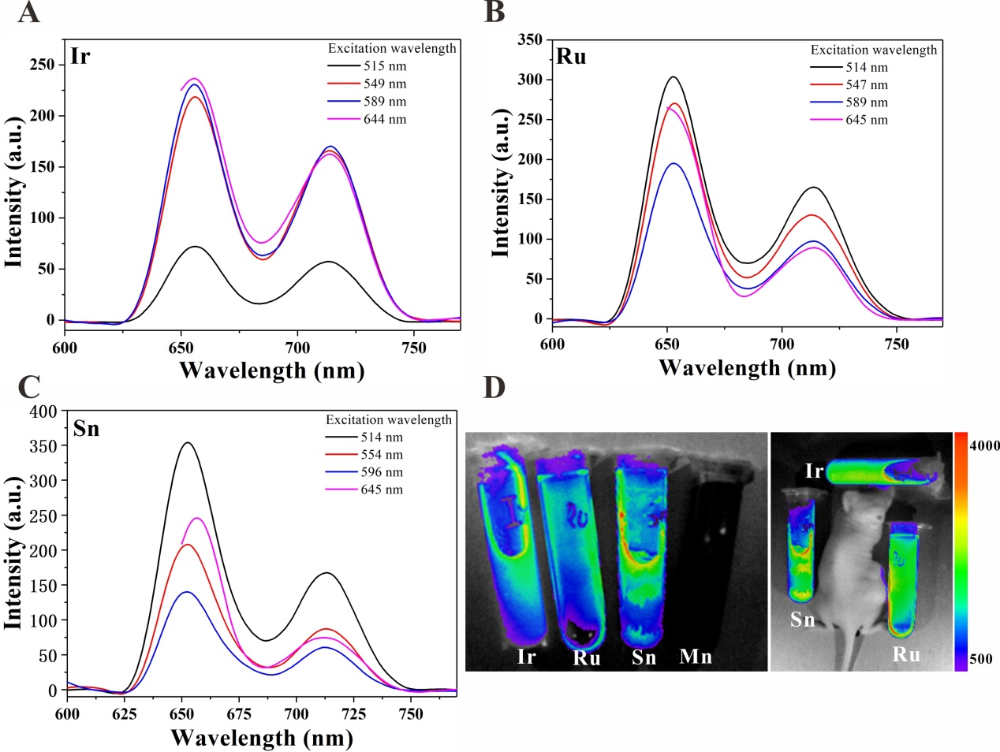 A
Ir
Excitation wavelength
515 nm
549 nm
589 nm
644 nm
250
200
150
100
50
0
600
650
700
750
Intensity (a.u.)
Wavelength (nm)
B
Ru
Excitation wavelength
514 nm
547 nm
589 nm
645 nm
350
300
250
200
150
100
50
0
600
650
700
750
Intensity (a.u.)
Wavelength (nm)
C
Sn
Excitation wavelength
514 nm
554 nm
596 nm
645 nm
400
350
300
250
200
150
100
50
0
600
625
650
675
700
725
750
Intensity (a.u.)
Wavelength (nm)
D
Ir
Ru
Sn
Mn
Ir
Sn
Ru
4000
500